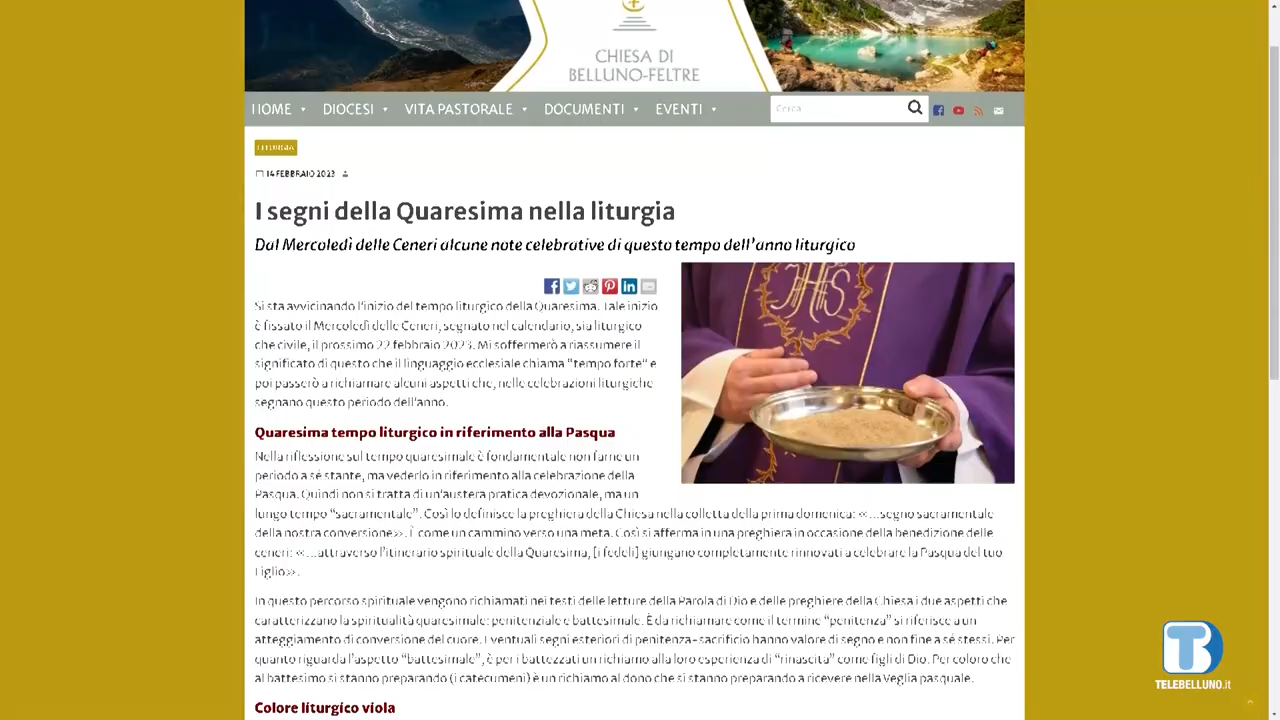 CHIESA DI
BELLUNO-FELTRE
HOME DIOCESI VITA PASTORALE DOCUMENTI EVENTI Cerca
LITURGIA
14 FEBBRAIO 2023
I segni della Quaresima nella liturgia
Dal Mercoledì delle Ceneri alcune note celebrative di questo tempo dell'anno liturgico
JHS
Si sta avvicinando l'inizio del tempo liturgico della Quaresima. Tale inizio
è fissato il Mercoledì delle Ceneri, segnato nel calendario, sia liturgico
che civile, il prossimo 22 febbraio 2023. Mi soffermerò a riassumere il
significato di questo che il linguaggio ecclesiale chiama "tempo forte" e
poi passerò a richiamare alcuni aspetti che, nelle celebrazioni liturgiche
segnano questo periodo dell'anno.
Quaresima tempo liturgico in riferimento alla Pasqua
Nella riflessione sul tempo quaresimale è fondamentale non farne un
periodo a sé stante, ma vederlo in riferimento alla celebrazione della
Pasqua. Quindi non si tratta di un'austera pratica devozionale, ma un
lungo tempo "sacramentale". Così lo definisce la preghiera della Chiesa nella colletta della prima domenica: «…segno sacramentale
della nostra conversione». È come un cammino verso una meta. Così si afferma in una preghiera in occasione della benedizione delle
ceneri: «…attraverso l'itinerario spirituale della Quaresima, [i fedeli] giungano completamente rinnovati a celebrare la Pasqua del tuo
Figlio».
In questo percorso spirituale vengono richiamati nei testi delle letture della Parola di Dio e delle preghiere della Chiesa i due aspetti che
caratterizzano la spiritualità quaresimale: penitenziale e battesimale. È da richiamare come il termine "penitenza" si riferisce a un
atteggiamento di conversione del cuore. Eventuali segni esteriori di penitenza-sacrificio hanno valore di segno e non fine a sé stessi. Per
quanto riguarda l'aspetto "battesimale", è per i battezzati un richiamo alla loro esperienza di "rinascita" come figli di Dio. Per coloro che
al battesimo si stanno preparando (i catecumeni) è un richiamo al dono che si stanno preparando a ricevere nella Veglia pasquale.
Colore liturgico viola
TELEBELLUNO.it